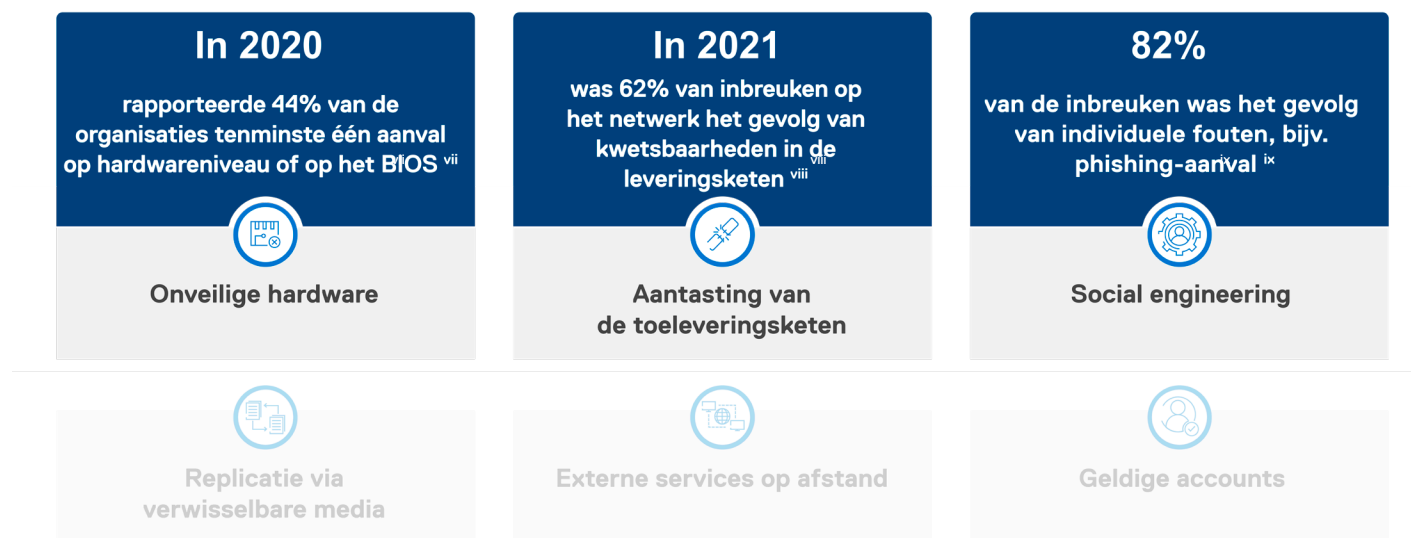 In 2020
rapporteerde 44% van de
organisaties tenminste één aanval
op hardwareniveau of op het BIOS vii
vii
Onveilige hardware
In 2021
was 62% van inbreuken op
het netwerk het gevolg van
kwetsbaarheden in de
viii
leveringsketen viii
Aantasting van
de toeleveringsketen
82%
van de inbreuken was het gevolg
van individuele fouten, bijv.
phishing-aanval ix
ix
Social engineering
Replicatie via
verwisselbare media
Externe services op afstand
Geldige accounts